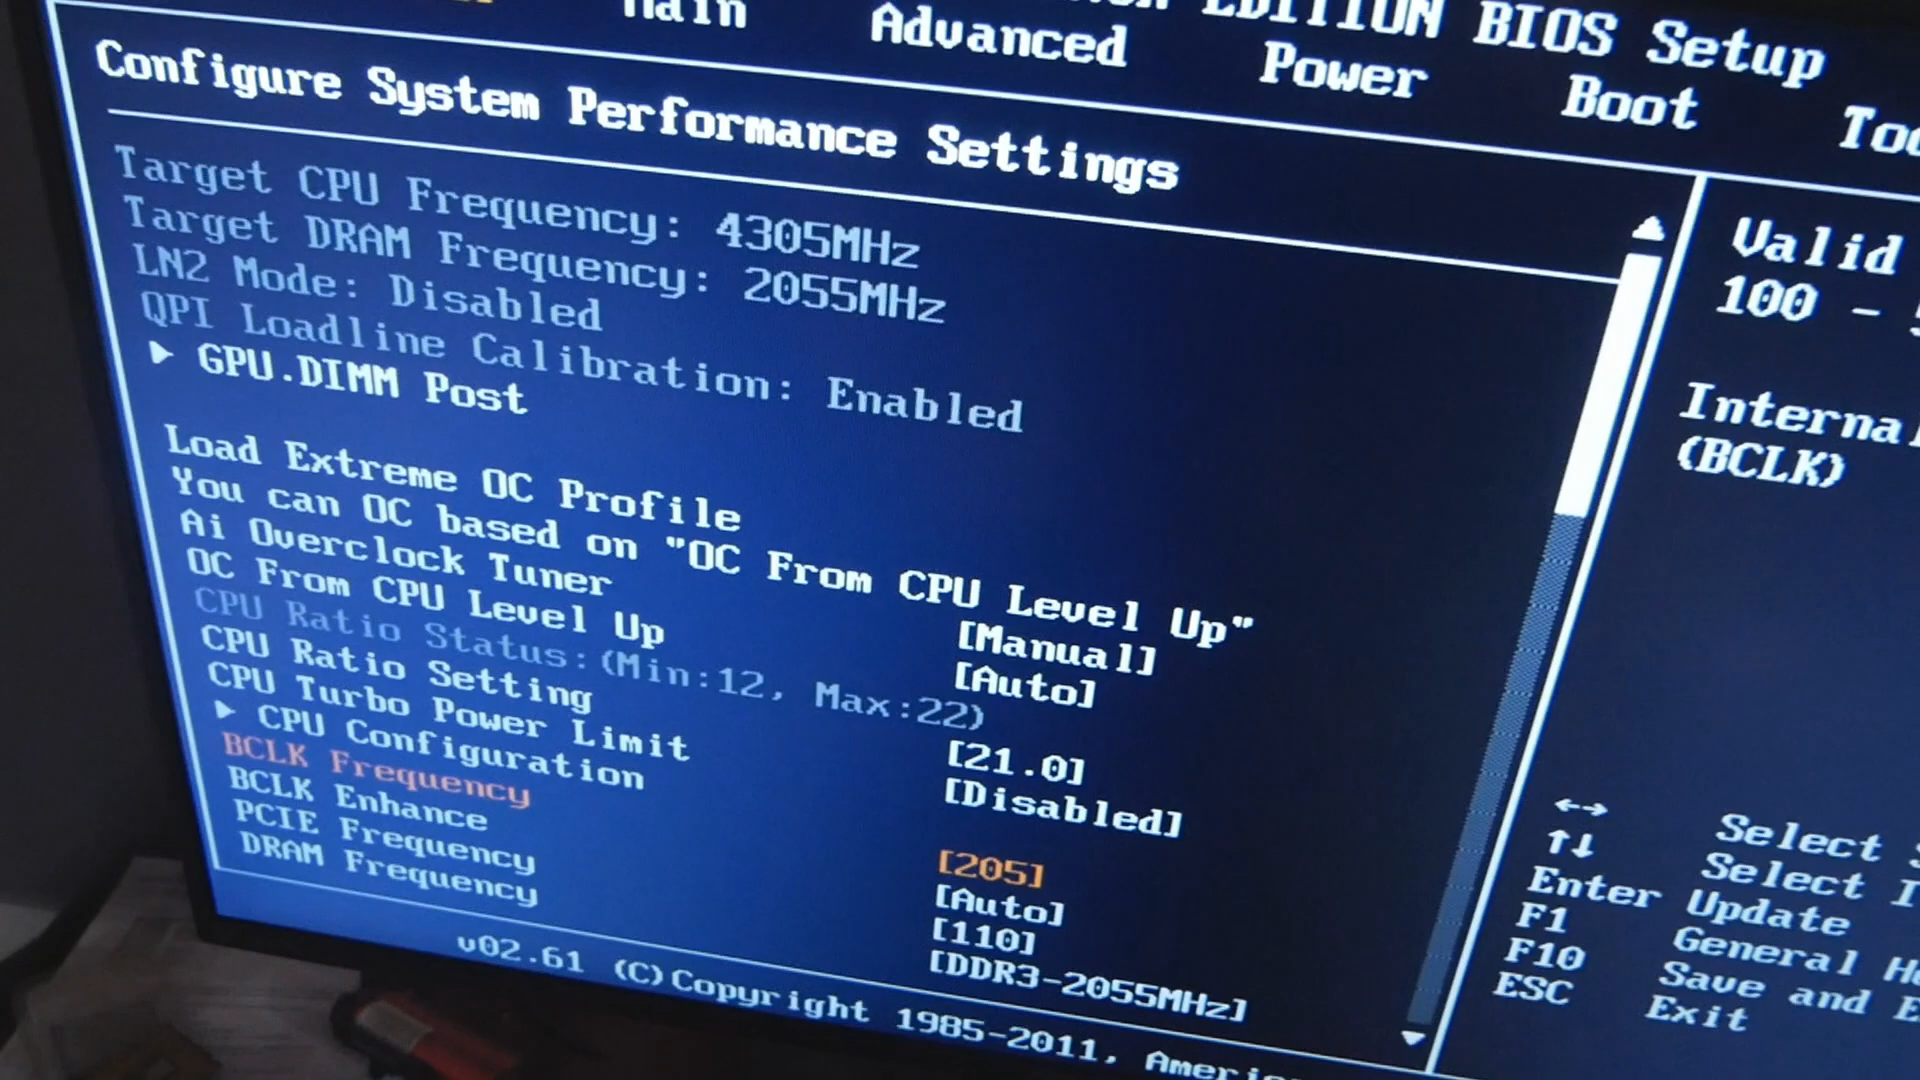 EDITION BIOS Setup
Main Advanced Power Boot
Configure System Performance Settings
Target CPU Frequency: 4305MHz
Target DRAM Frequency: 2055MHz
LN2 Mode: Disabled
QPI Loadline Calibration: Enabled
▶ GPU.DIMM Post
Load Extreme OC Profile
You can OC based on "OC From CPU Level Up"
Ai Overclock Tuner [Manual]
OC From CPU Level Up [Auto]
CPU Ratio Status:(Min:12, Max:22)
CPU Ratio Setting [21.0]
CPU Turbo Power Limit [Disabled]
▶ CPU Configuration
BCLK Frequency [205]
BCLK Enhance [Auto]
PCIE Frequency [110]
DRAM Frequency [DDR3-2055MHz]
Valid
100 -
(BCLK)
↔ Select
↑↓ Select
Enter Update
F1 General
F10 Save and
ESC Exit
v02.61 (C)Copyright 1985-2011,